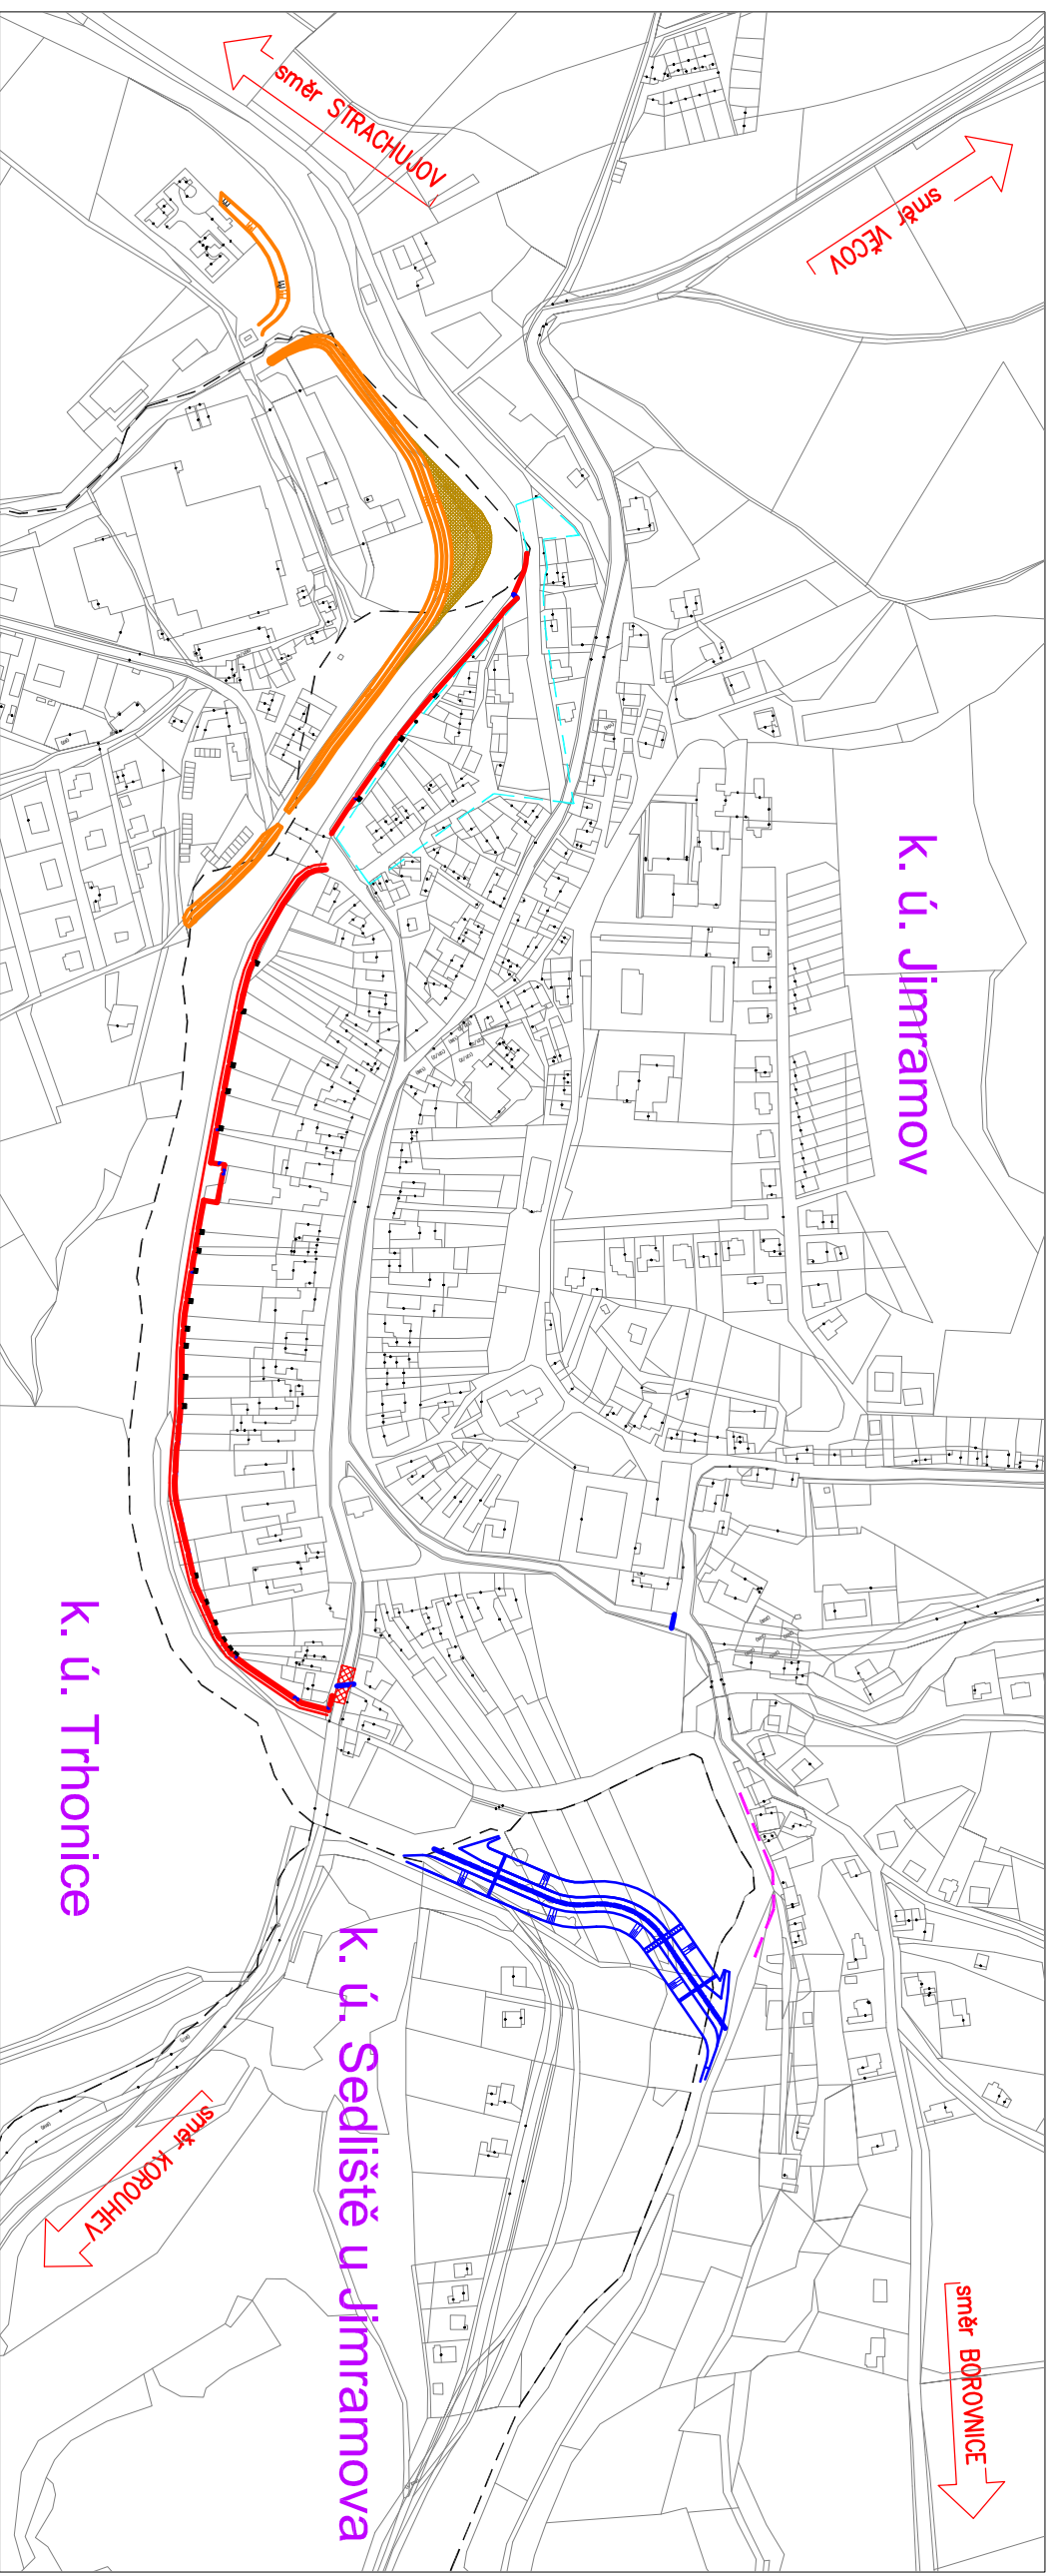 směr STRACHUJOV
směr VĚCOV
k. ú. Jimramov
k. ú. Trhonice
k. ú. Sedliště u Jimramova
směr KOROUHEV
směr BOROVNICE